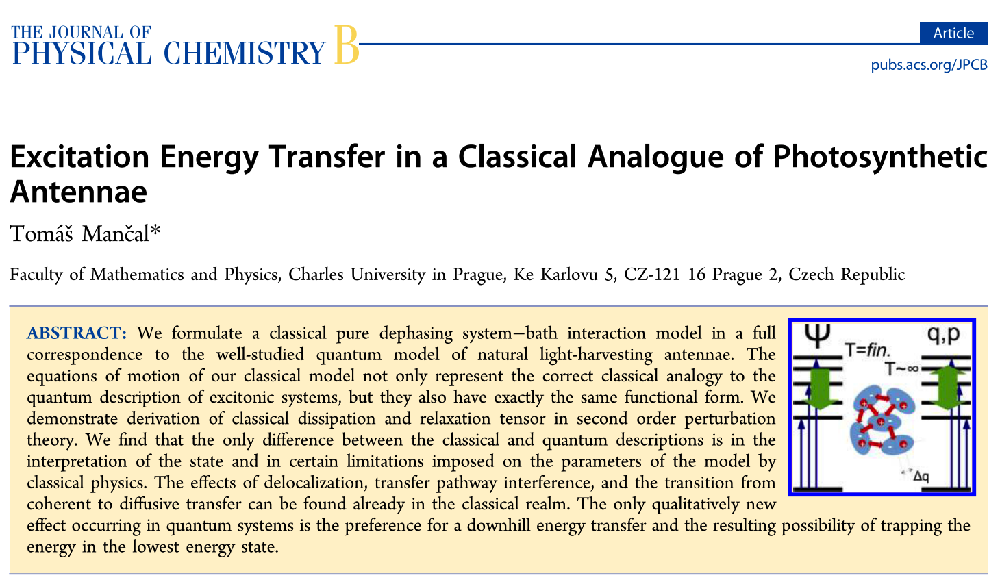 THE JOURNAL OF
PHYSICAL CHEMISTRY B
Article
pubs.acs.org/JPCB
Excitation Energy Transfer in a Classical Analogue of Photosynthetic
Antennae
Tomáš Mančal*
Faculty of Mathematics and Physics, Charles University in Prague, Ke Karlovu 5, CZ-121 16 Prague 2, Czech Republic
ABSTRACT: We formulate a classical pure dephasing system−bath interaction model in a full
correspondence to the well-studied quantum model of natural light-harvesting antennae. The
equations of motion of our classical model not only represent the correct classical analogy to the
quantum description of excitonic systems, but they also have exactly the same functional form. We
demonstrate derivation of classical dissipation and relaxation tensor in second order perturbation
theory. We find that the only difference between the classical and quantum descriptions is in the
interpretation of the state and in certain limitations imposed on the parameters of the model by
classical physics. The effects of delocalization, transfer pathway interference, and the transition from
coherent to diffusive transfer can be found already in the classical realm. The only qualitatively new
effect occurring in quantum systems is the preference for a downhill energy transfer and the resulting possibility of trapping the
energy in the lowest energy state.
Ψ
q,p
T=fin.
T~∞
Δq